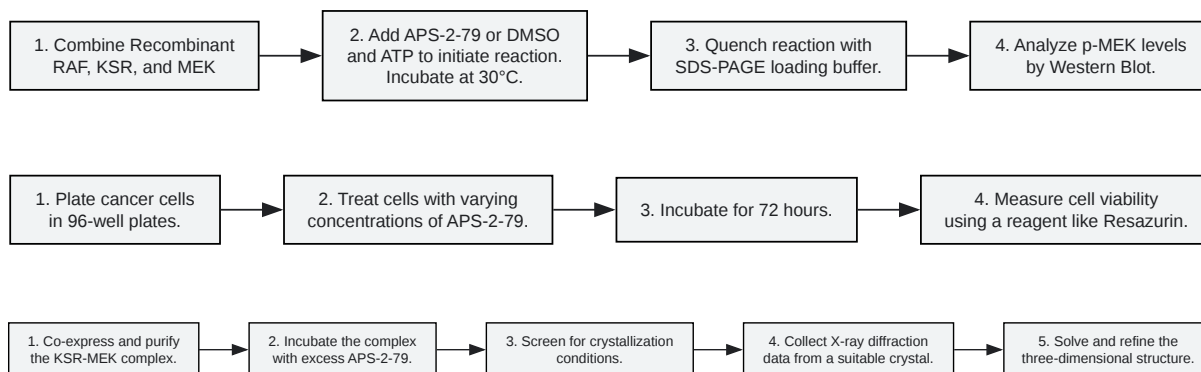 1. Combine Recombinant
RAF, KSR, and MEK
2. Add APS-2-79 or DMSO
and ATP to initiate reaction.
Incubate at 30°C.
3. Quench reaction with
SDS-PAGE loading buffer.
4. Analyze p-MEK levels
by Western Blot.
1. Plate cancer cells
in 96-well plates.
2. Treat cells with varying
concentrations of APS-2-79.
3. Incubate for 72 hours.
4. Measure cell viability
using a reagent like Resazurin.
1. Co-express and purify
the KSR-MEK complex.
2. Incubate the complex
with excess APS-2-79.
3. Screen for crystallization
conditions.
4. Collect X-ray diffraction
data from a suitable crystal.
5. Solve and refine the
three-dimensional structure.